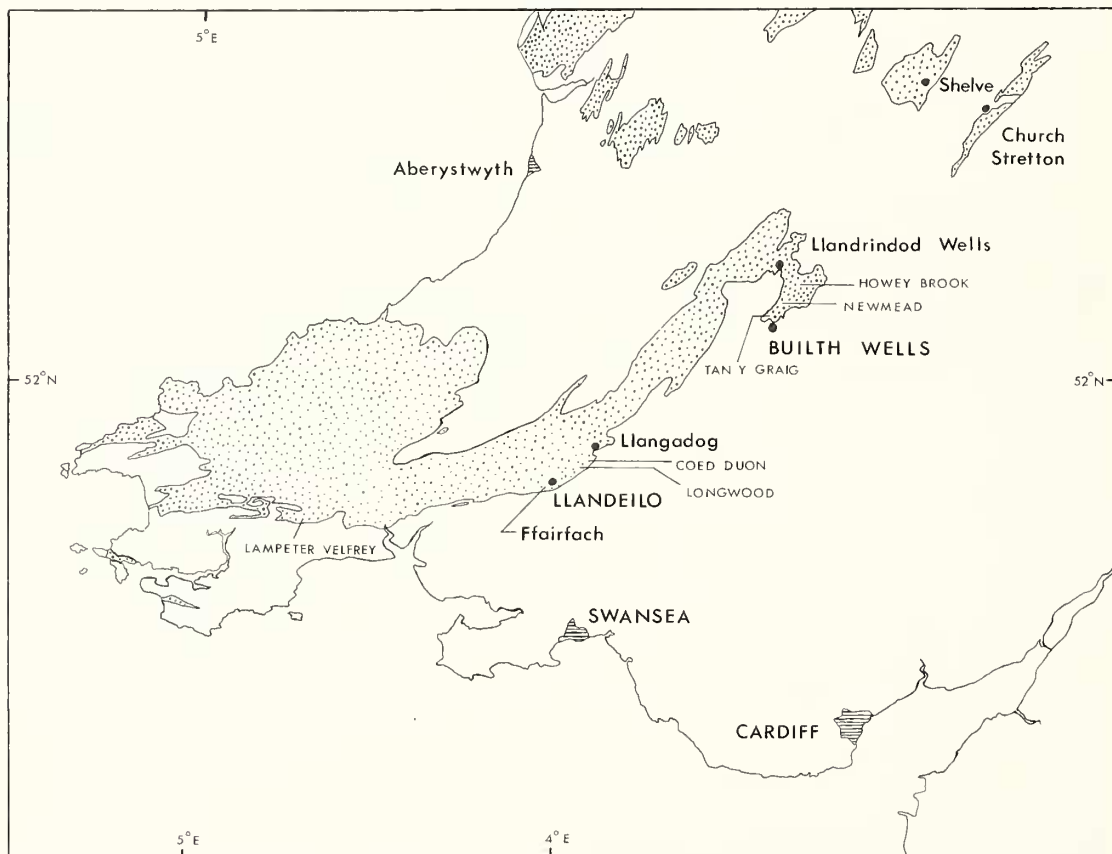 5°E
Shelve
Church
Stretton
Aberystwyth
Llandrindod Wells
HOWEY BROOK
NEWMEAD
BUILTH WELLS
TAN Y GRAIG
52°N
52°N
Llangadog
COED DUON
LONGWOOD
LLANDEILO
Ffairfach
LAMPETER VELFREY
SWANSEA
CARDIFF
5°E
4°E